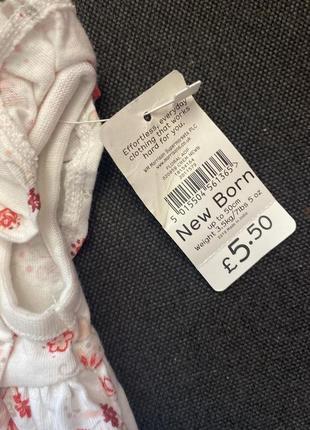 Effortless, everyday
clothing that works
hard for you.
WM Morrison Supermarkets PLC
5 015504 561365
New Born
up to 50cm
Weight 3.5kg/7lbs 5 oz
£5.50